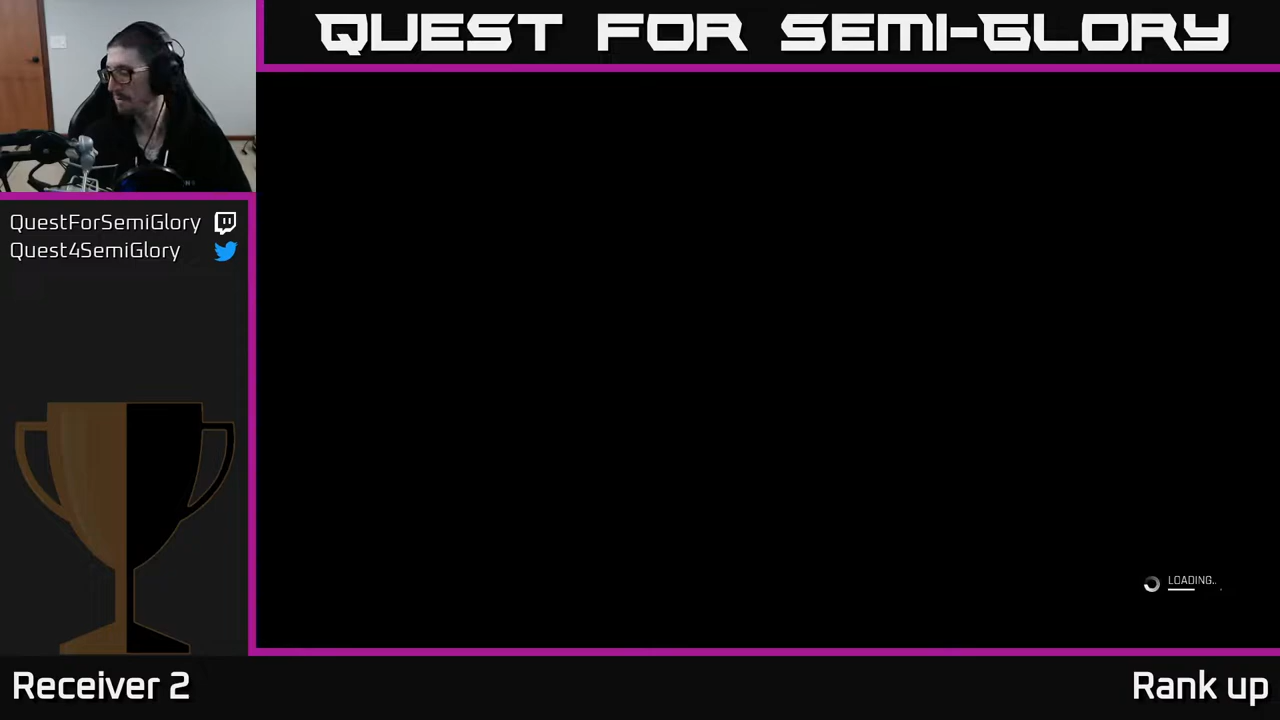 QUEST FOR SEMI-GLORY
QuestForSemiGlory
Quest4SemiGlory
LOADING..
Receiver 2
Rank up